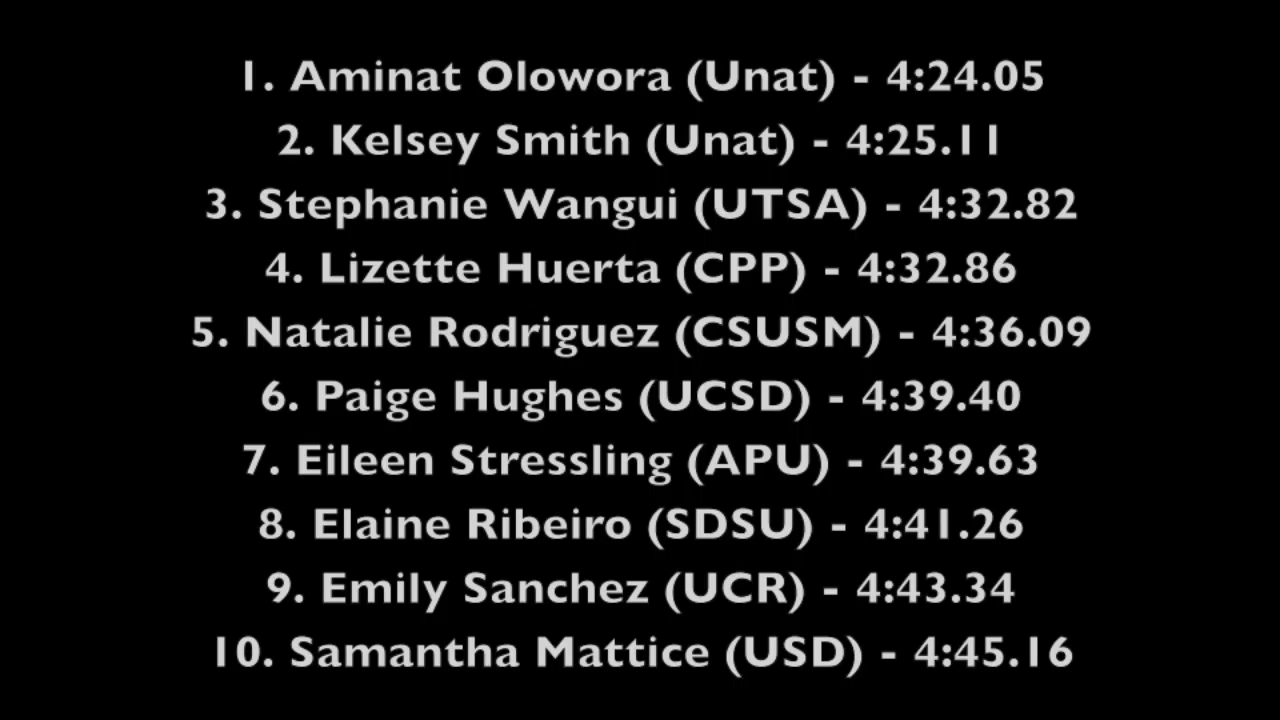 1. Aminat Olowora (Unat) - 4:24.05
2. Kelsey Smith (Unat) - 4:25.11
3. Stephanie Wangui (UTSA) - 4:32.82
4. Lizette Huerta (CPP) - 4:32.86
5. Natalie Rodriguez (CSUSM) - 4:36.09
6. Paige Hughes (UCSD) - 4:39.40
7. Eileen Stressling (APU) - 4:39.63
8. Elaine Ribeiro (SDSU) - 4:41.26
9. Emily Sanchez (UCR) - 4:43.34
10. Samantha Mattice (USD) - 4:45.16